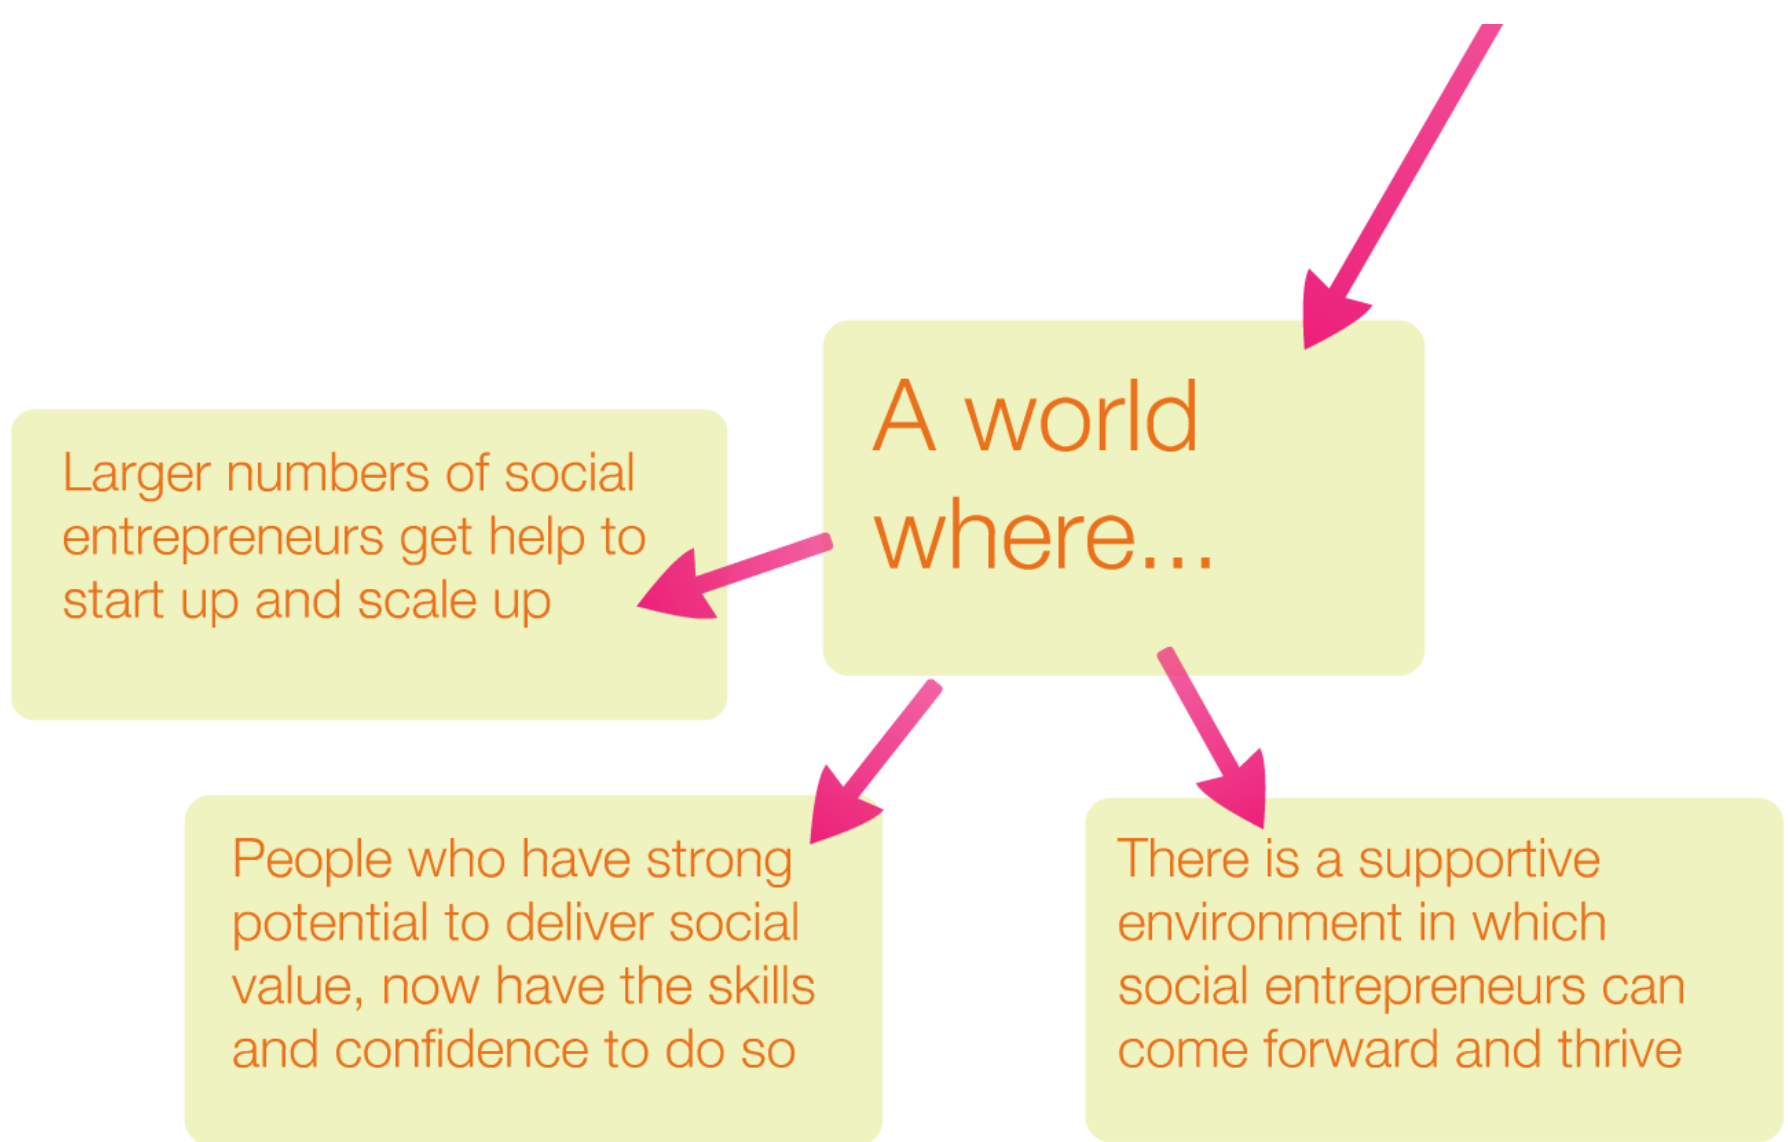 A world
where...
Larger numbers of social
entrepreneurs get help to
start up and scale up
People who have strong
potential to deliver social
value, now have the skills
and confidence to do so
There is a supportive
environment in which
social entrepreneurs can
come forward and thrive